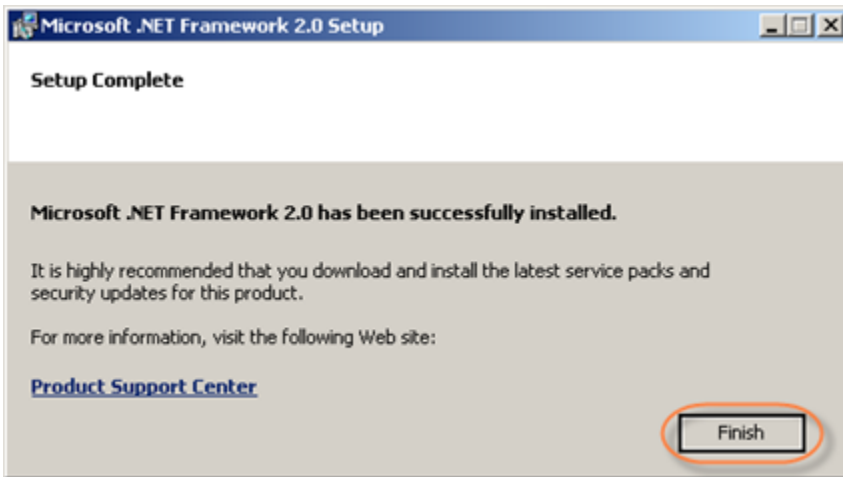 Microsoft .NET Framework 2.0 Setup
Setup Complete
Microsoft .NET Framework 2.0 has been successfully installed.
It is highly recommended that you download and install the latest service packs and
security updates for this product.
For more information, visit the following Web site:
Product Support Center
Finish